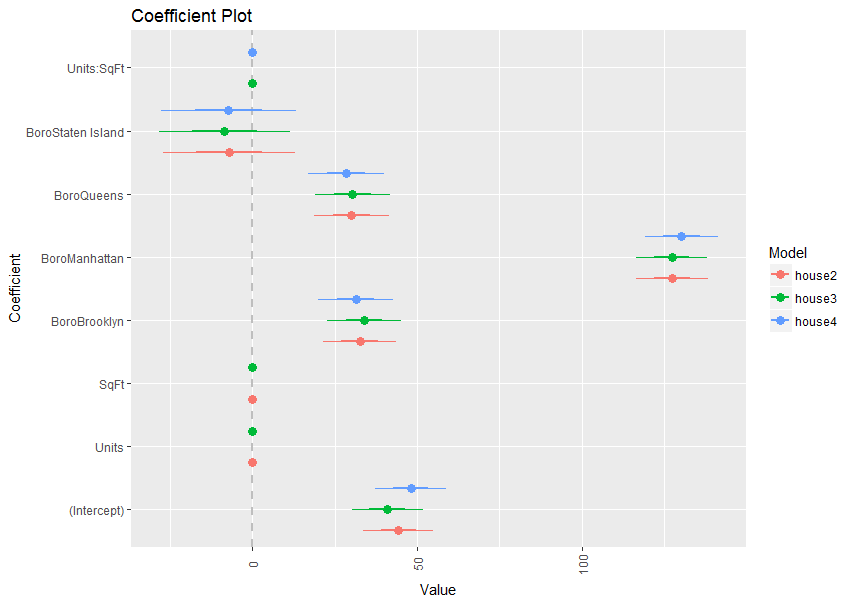 Coefficient Plot
Coefficient
Units:SqFt
BoroStaten Island
BoroQueens
BoroManhattan
BoroBrooklyn
SqFt
Units
(Intercept)
0
50
100
Value
Model
house2
house3
house4